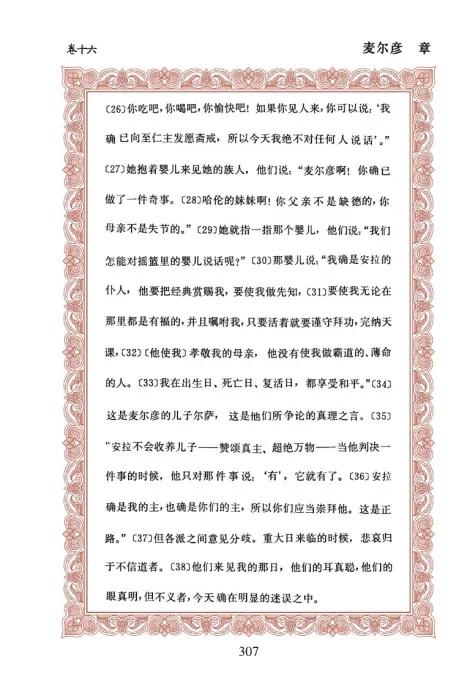 卷十六
麦尔彦 章
〔26〕你吃吧，你喝吧，你愉快吧！如果你见人来，你可以说：‘我
确已向至仁主发愿斋戒，所以今天我绝不对任何人说话’。”
〔27〕她抱着婴儿来见她的族人，他们说：“麦尔彦啊！你确已
做了一件奇事。〔28〕哈伦的妹妹啊！你父亲不是缺德的，你
母亲不是失节的。”〔29〕她就指一指那个婴儿，他们说：“我们
怎能对摇篮里的婴儿说话呢？”〔30〕那婴儿说：“我确是安拉的
仆人，他要把经典赏赐我，要使我做先知，〔31〕要使我无论在
那里都是有福的，并且嘱咐我，只要活着就要谨守拜功，完纳天
课，〔32〕〔他使我〕孝敬我的母亲，他没有使我做霸道的、薄命
的人。〔33〕我在出生日、死亡日、复活日，都享受和平。”〔34〕
这是麦尔彦的儿子尔萨，这是他们所争论的真理之言。〔35〕
“安拉不会收养儿子——赞颂真主、超绝万物——当他判决一
件事的时候，他只对那件事说：‘有’，它就有了。〔36〕安拉
确是我的主，也确是你们的主，所以你们应当崇拜他。这是正
路。”〔37〕但各派之间意见分歧。重大日来临的时候，悲哀归
于不信道者。〔38〕他们来见我的那日，他们的耳真聪，他们的
眼真明，但不义者，今天确在明显的迷误之中。
307